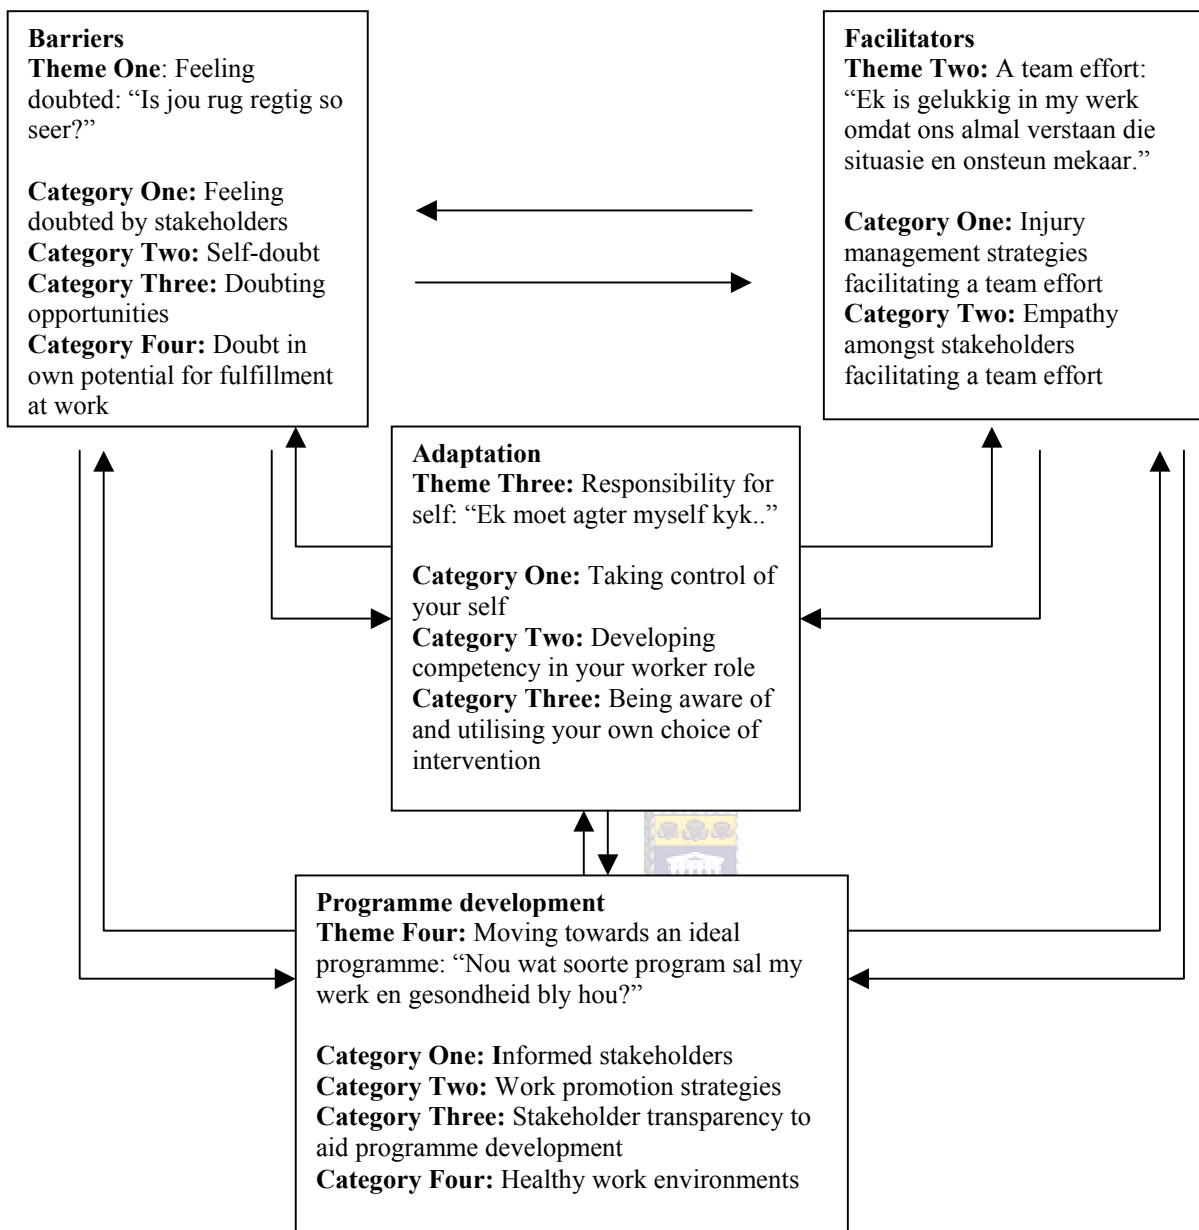 Barriers
Theme One: Feeling
doubted: “Is jou rug regtig so
seer?”
Category One: Feeling
doubted by stakeholders
Category Two: Self-doubt
Category Three: Doubting
opportunities
Category Four: Doubt in
own potential for fulfillment
at work
Facilitators
Theme Two: A team effort:
“Ek is gelukkig in my werk
omdat ons almal verstaan die
situasie en onsteun mekaar.”
Category One: Injury
management strategies
facilitating a team effort
Category Two: Empathy
amongst stakeholders
facilitating a team effort
Adaptation
Theme Three: Responsibility for
self: “Ek moet agter myself kyk..”
Category One: Taking control of
your self
Category Two: Developing
competency in your worker role
Category Three: Being aware of
and utilising your own choice of
intervention
Programme development
Theme Four: Moving towards an ideal
programme: “Nou wat soorte program sal my
werk en gesondheid bly hou?”
Category One: Informed stakeholders
Category Two: Work promotion strategies
Category Three: Stakeholder transparency to
aid programme development
Category Four: Healthy work environments